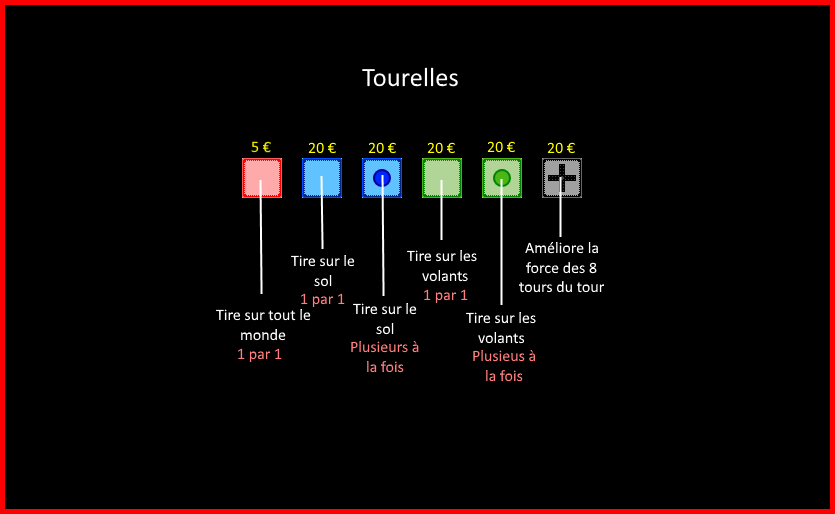 Tourelles
5 €
20 €
20 €
20 €
20 €
20 €
Tire sur tout le
monde
1 par 1
Tire sur le
sol
1 par 1
Tire sur le
sol
Plusieurs à
la fois
Tire sur les
volants
1 par 1
Tire sur les
volants
Plusieus à
la fois
Améliore la
force des 8
tours du tour